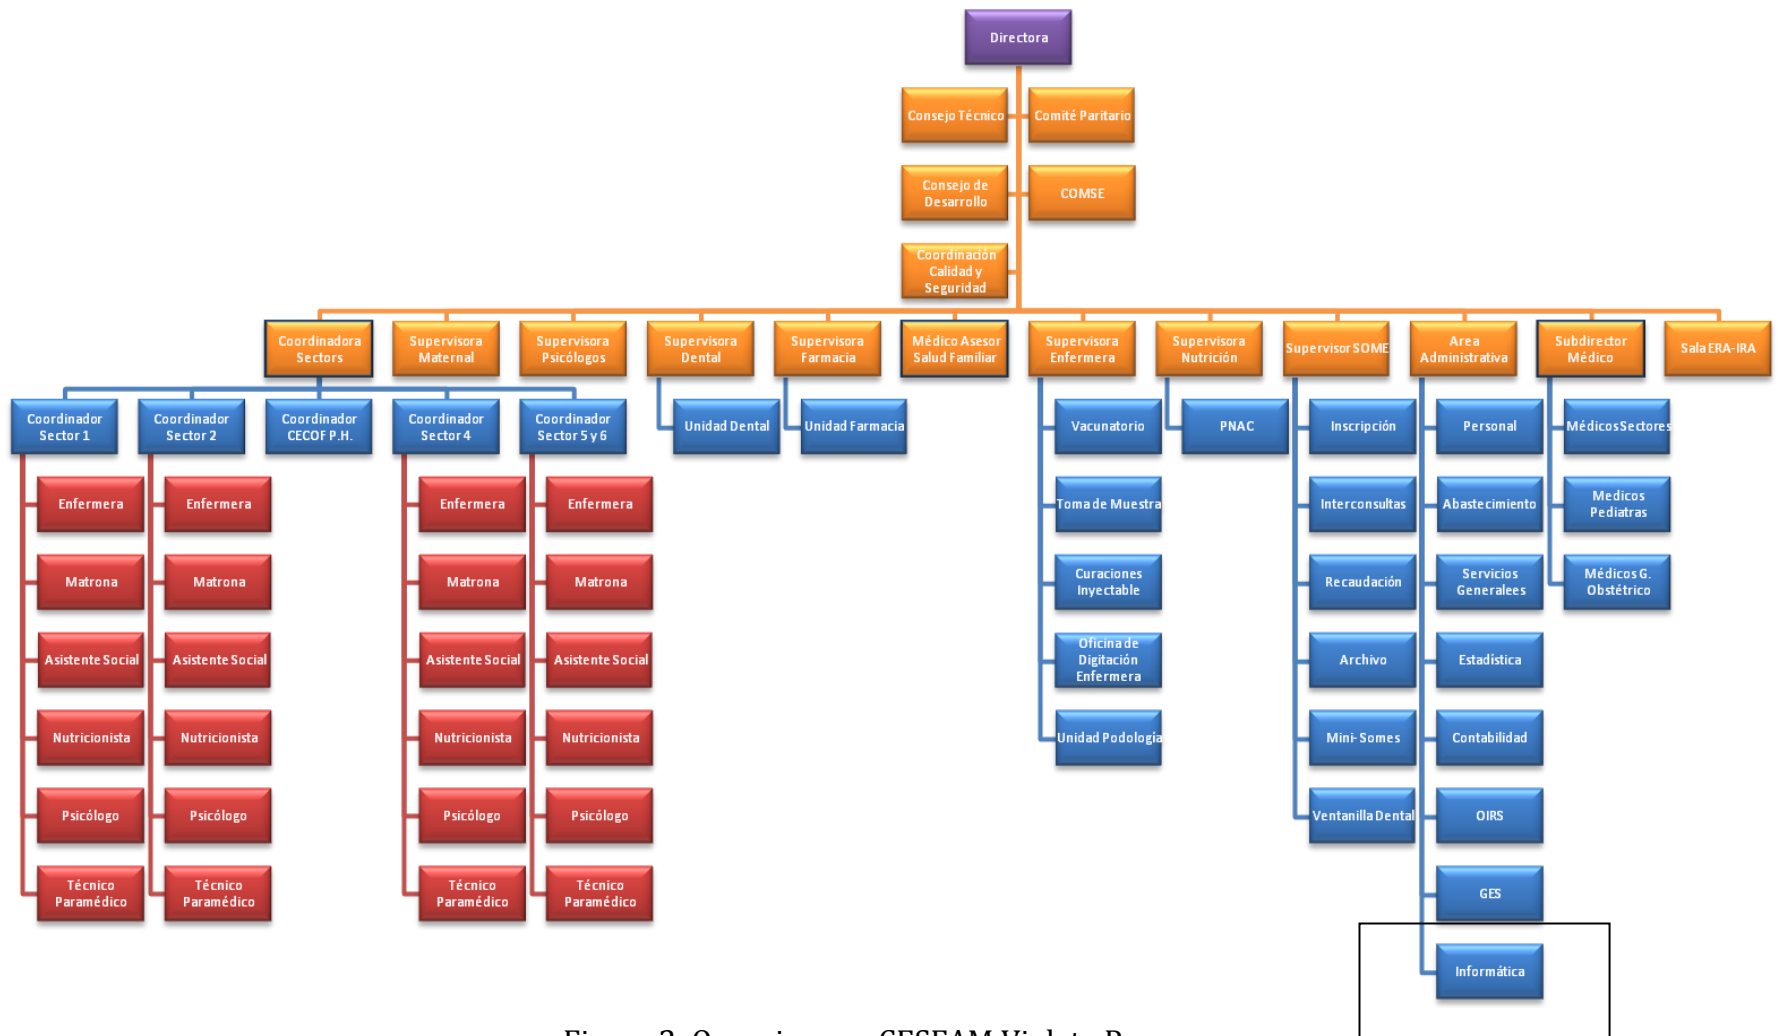 Directora
Consejo Técnico
Comité Paritario
Consejo de
Desarrollo
COMSE
Coordinación
Calidad y
Seguridad
Coordinadora
Sectors
Supervisora
Maternal
Supervisora
Psicólogos
Supervisora
Dental
Supervisora
Farmacia
Médico Asesor
Salud Familiar
Supervisora
Enfermera
Supervisora
Nutrición
Supervisor SOME
Area
Administrativa
Subdirector
Médico
Sala ERA-IRA
Coordinador
Sector 1
Coordinador
Sector 2
Coordinador
CECOF P.H.
Coordinador
Sector 4
Coordinador
Sector 5 y 6
Unidad Dental
Unidad Farmacia
Vacunatorio
PNAC
Inscripción
Personal
Médicos Sectores
Enfermera
Enfermera
Enfermera
Enfermera
Toma de Muestra
Interconsultas
Abastecimiento
Medicos
Pediatras
Matrona
Matrona
Matrona
Matrona
Curaciones
Inyectable
Recaudación
Servicios
Generalees
Médicos G.
Obstétrico
Asistente Social
Asistente Social
Asistente Social
Asistente Social
Oficina de
Digitación
Enfermera
Archivo
Estadística
Nutricionista
Nutricionista
Nutricionista
Nutricionista
Unidad Podología
Mini- Somes
Contabilidad
Psicólogo
Psicólogo
Psicólogo
Psicólogo
Ventanilla Dental
OIRS
Técnico
Paramédico
Técnico
Paramédico
Técnico
Paramédico
Técnico
Paramédico
GES
Informática